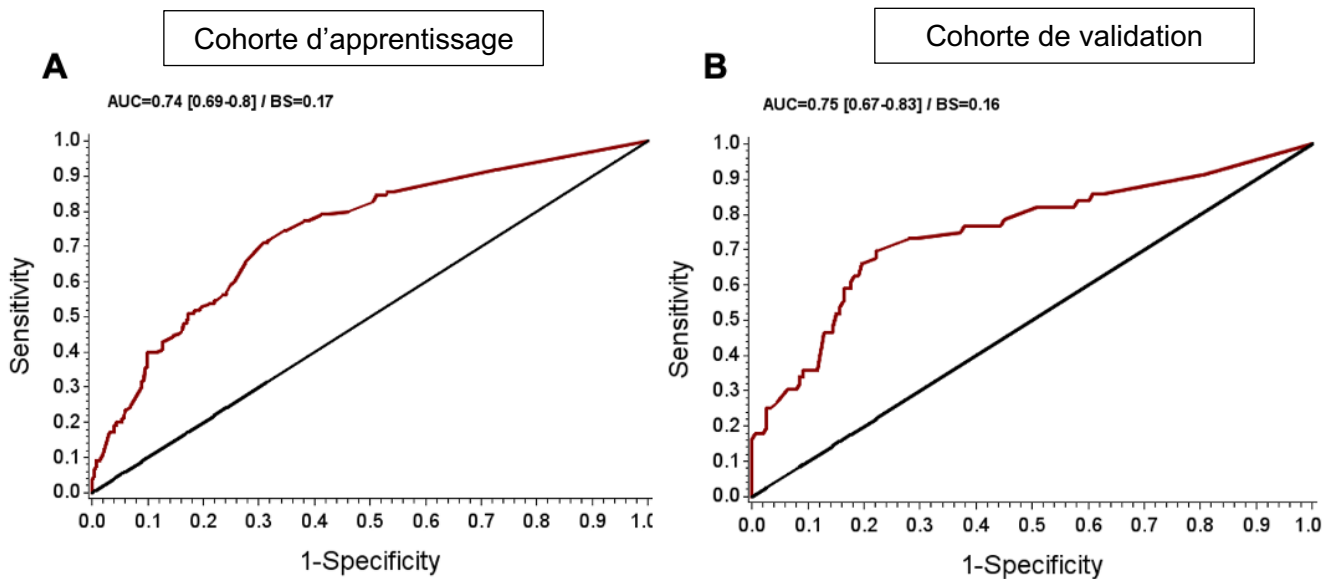 Cohorte d'apprentissage
A
AUC=0.74 [0.69-0.8] / BS=0.17
1.0
0.9
0.8
0.7
0.6
0.5
0.4
0.3
0.2
0.1
0.0
Sensitivity
0.0 0.1 0.2 0.3 0.4 0.5 0.6 0.7 0.8 0.9 1.0
1-Specificity
Cohorte de validation
B
AUC=0.75 [0.67-0.83] / BS=0.16
1.0
0.9
0.8
0.7
0.6
0.5
0.4
0.3
0.2
0.1
0.0
Sensitivity
0.0 0.1 0.2 0.3 0.4 0.5 0.6 0.7 0.8 0.9 1.0
1-Specificity